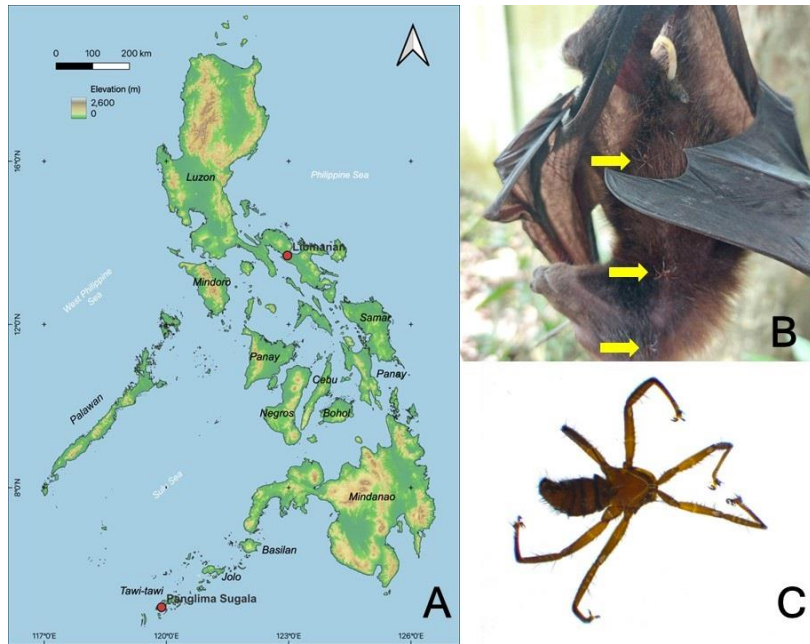 0 100 200 km
Elevation (m)
2,600
0
16°N
Luzon
Philippine Sea
Libmanan
West Philippine
Sea
Mindoro
12°N
Samar
Panay
Panay
Cebu
Palawan
Negros
Bohol
8°N
Sulu Sea
Mindanao
Basilan
Jolo
Tawi-tawi
Panglima Sugala
117°E 120°E 123°E 126°E
A
B
C